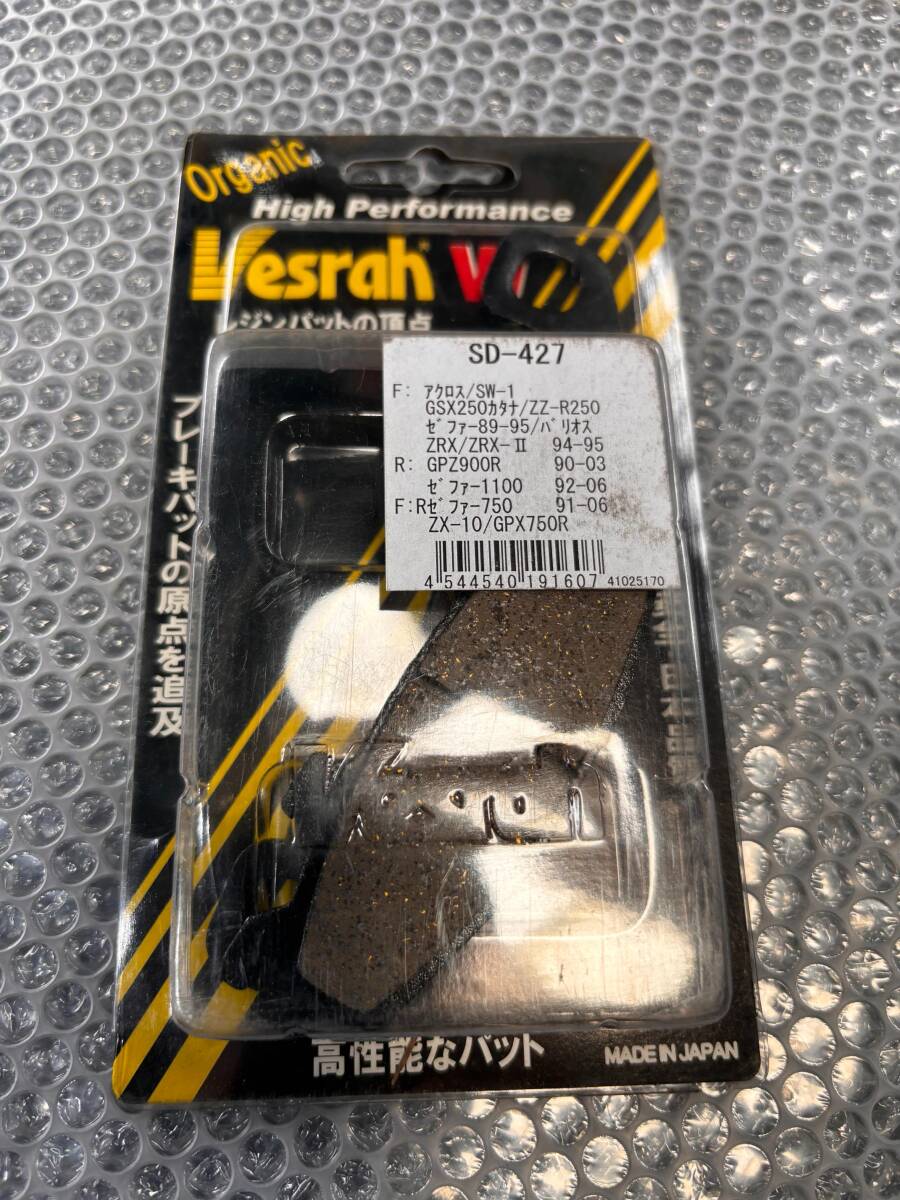 Organic
High Performance
Vesrah
レジンパットの頂点
SD-427
F: アクロス/SW-1
GSX250カタナ/ZZ-R250
ゼファー89-95/バリオス
ZRX/ZRX-Ⅱ 94-95
R: GPZ900R 90-03
ゼファー1100 92-06
F:Rゼファー750 91-06
ZX-10/GPX750R
4 544540 191607 41025170
ブレーキパットの原点を追及
高性能なパット
MADE IN JAPAN